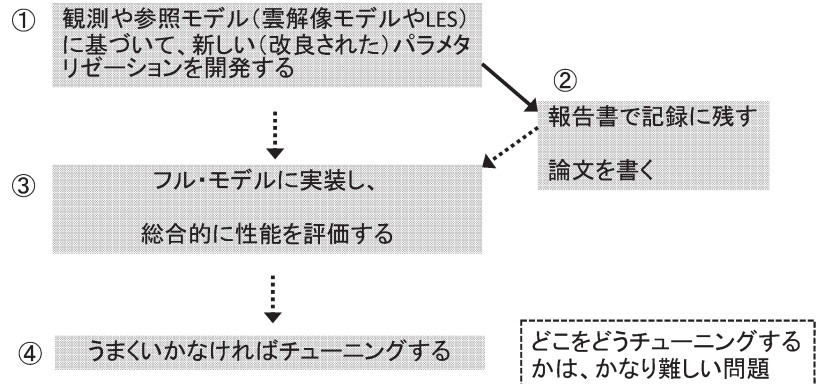 ①
観測や参照モデル（雲解像モデルやLES）
に基づいて、新しい（改良された）パラメタ
リゼーションを開発する
②
報告書で記録に残す
論文を書く
③
フル・モデルに実装し、
総合的に性能を評価する
④
うまくいかなければチューニングする
どこをどうチューニングする
かは、かなり難しい問題